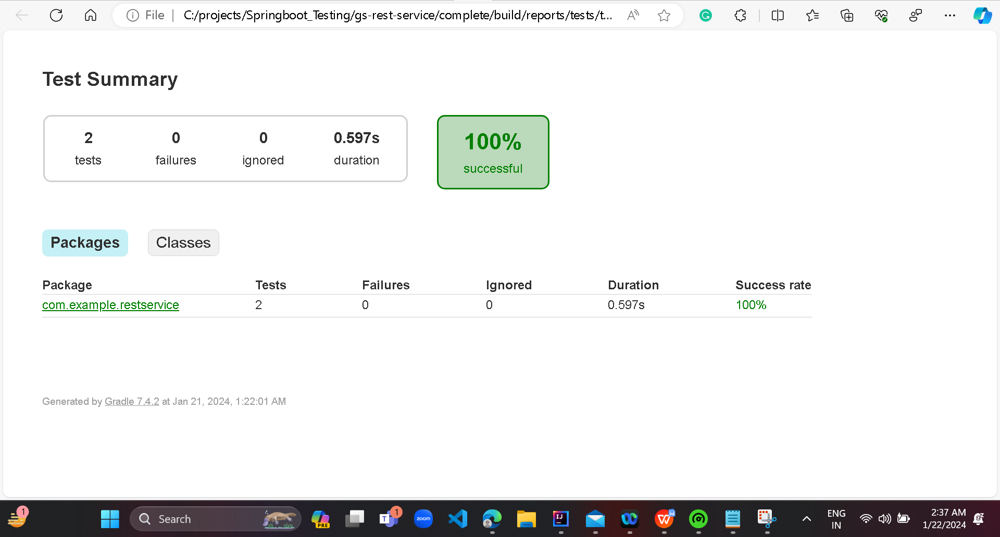 File C:/projects/Springboot_Testing/gs-rest-service/complete/build/reports/tests/t...
Test Summary
2 0 0 0.597s
tests failures ignored duration
100%
successful
Packages Classes
Package Tests Failures Ignored Duration Success rate
com.example.restservice 2 0 0 0.597s 100%
Generated by Gradle 7.4.2 at Jan 21, 2024, 1:22:01 AM
1
Search
PRE
T
1
zoom
IJ
W
W
ENG
IN
2:37 AM
1/22/2024